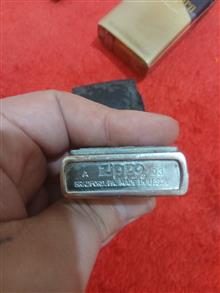 A ZIPPO 03
BRADFORD, PA. MADE IN U.S.A.